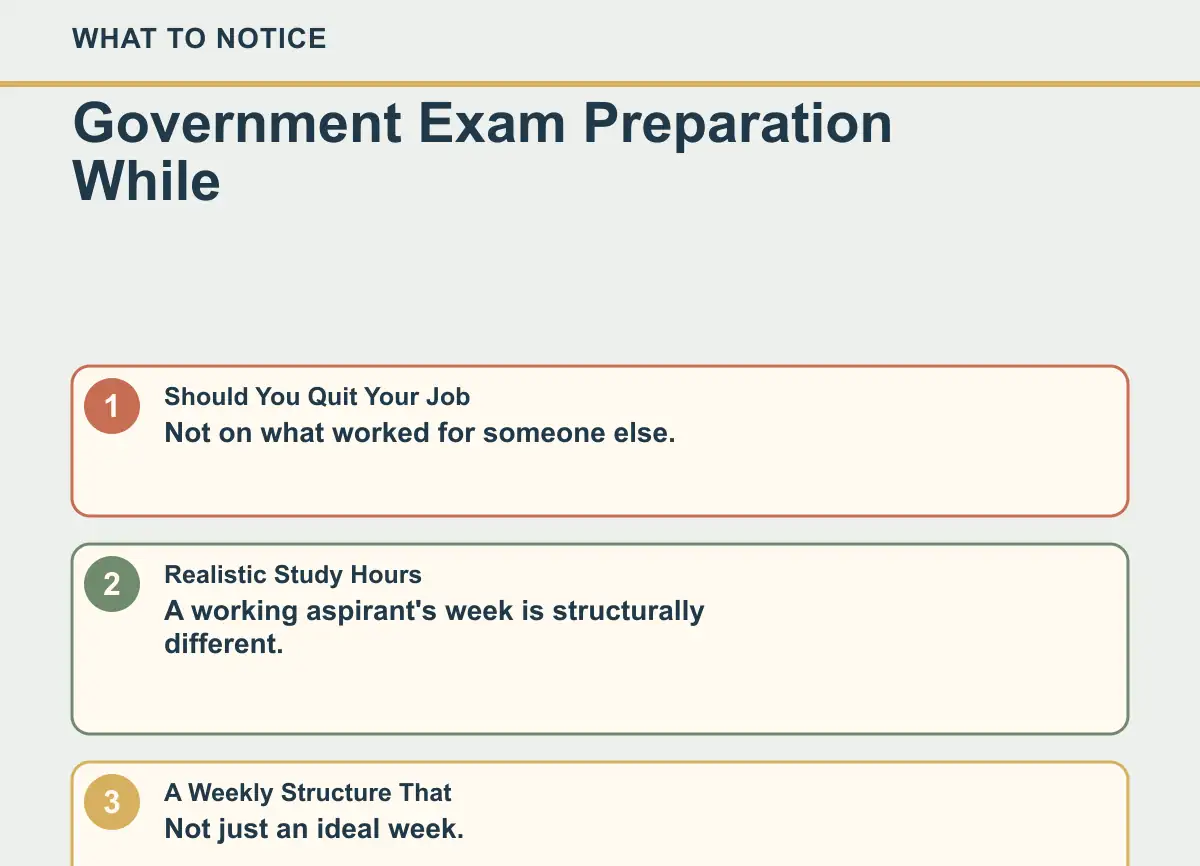 WHAT TO NOTICE
Government Exam Preparation
While
1
Should You Quit Your Job
Not on what worked for someone else.
2
Realistic Study Hours
A working aspirant's week is structurally
different.
3
A Weekly Structure That
Not just an ideal week.